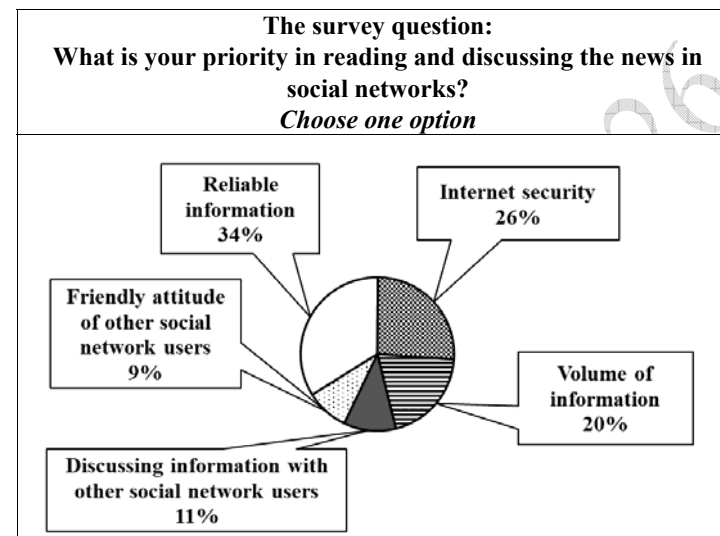 The survey question:
What is your priority in reading and discussing the news in
social networks?
Choose one option
Reliable
information
34%
Internet security
26%
Friendly attitude
of other social
network users
9%
Volume of
information
20%
Discussing information with
other social network users
11%